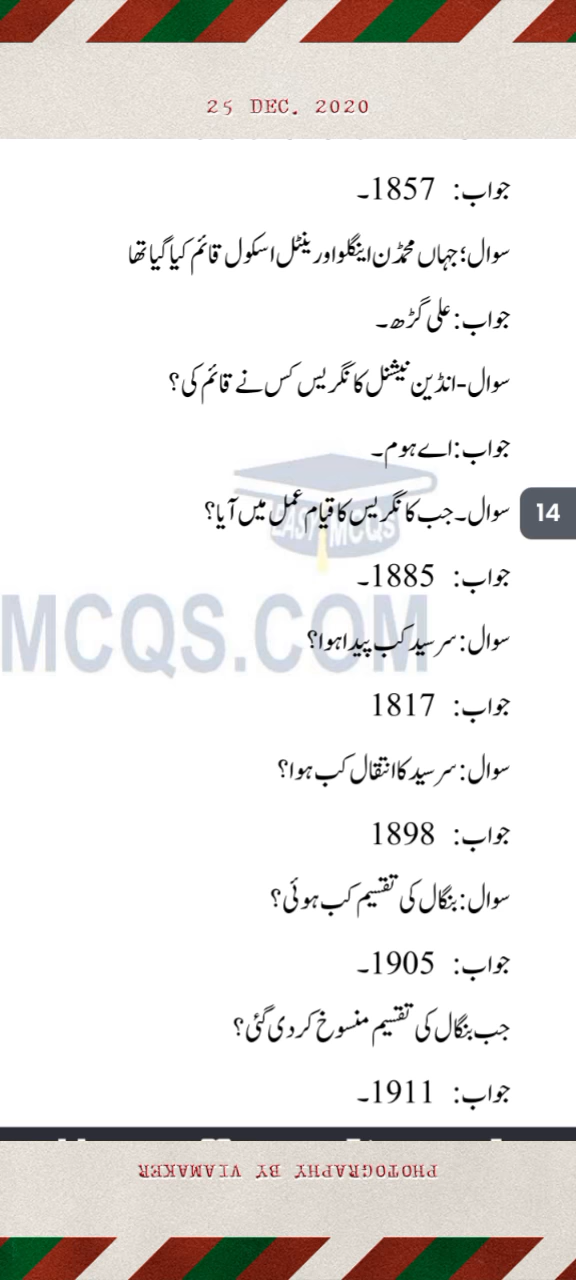 25 DEC. 2020
جواب: 1857۔
سوال؛ جہاں محمڈن اینگلو اورینٹل اسکول قائم کیا گیا تھا
جواب: علی گڑھ۔
سوال-انڈین نیشنل کانگریس کس نے قائم کی؟
جواب: اے ہوم۔
سوال۔جب کانگریس کا قیام عمل میں آیا؟
14
EAST MCQS
جواب: 1885۔
MCQS.COM
سوال: سرسید کب پیدا ہوا؟
جواب: 1817
سوال: سرسید کا انتقال کب ہوا؟
جواب: 1898
سوال: بنگال کی تقسیم کب ہوئی؟
جواب: 1905۔
جب بنگال کی تقسیم منسوخ کردی گئی؟
جواب: 1911۔
PHOTOGRAPHY BY VIAMAKER